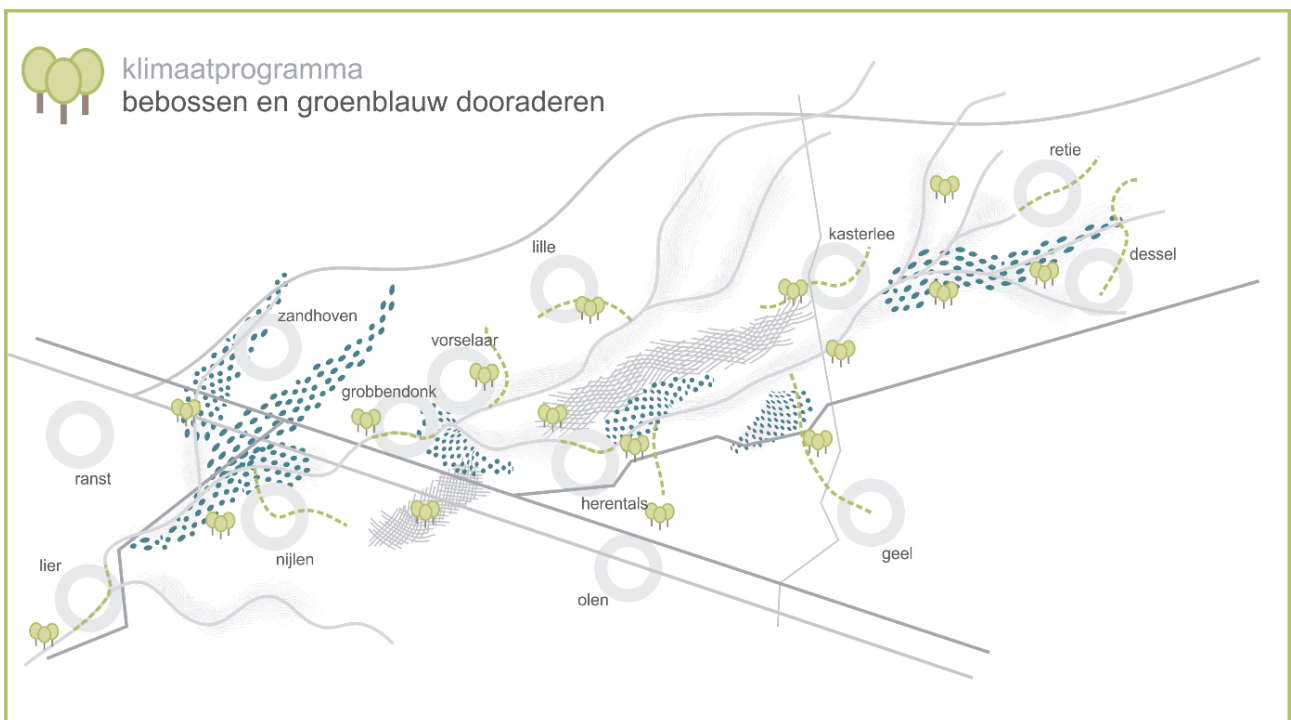 klimaatprogramma
bebossen en groenblauw dooraderen
retie
kasterlee
lille
dessel
zandhoven
vorselaar
grobbendonk
ranst
herentals
geel
nijlen
lier
olen